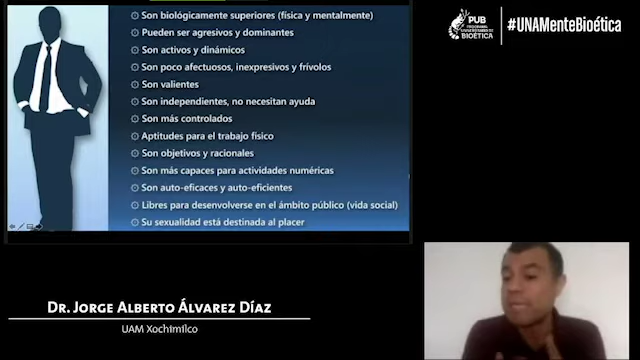 Son biológicamente superiores (física y mentalmente)
Pueden ser agresivos y dominantes
Son activos y dinámicos
Son poco afectuosos, inexpresivos y frívolos
Son valientes
Son independientes, no necesitan ayuda
Son más controlados
Aptitudes para el trabajo físico
Son objetivos y racionales
Son más capaces para actividades numéricas
Son auto-eficaces y auto-eficientes
Libres para desenvolverse en el ámbito público (vida social)
Su sexualidad está destinada al placer
PUB
PROGRAMA
UNIVERSITARIO DE
BIOÉTICA
#UNAMenteBioética
Dr. Jorge Alberto Álvarez Díaz
UAM Xochimilco